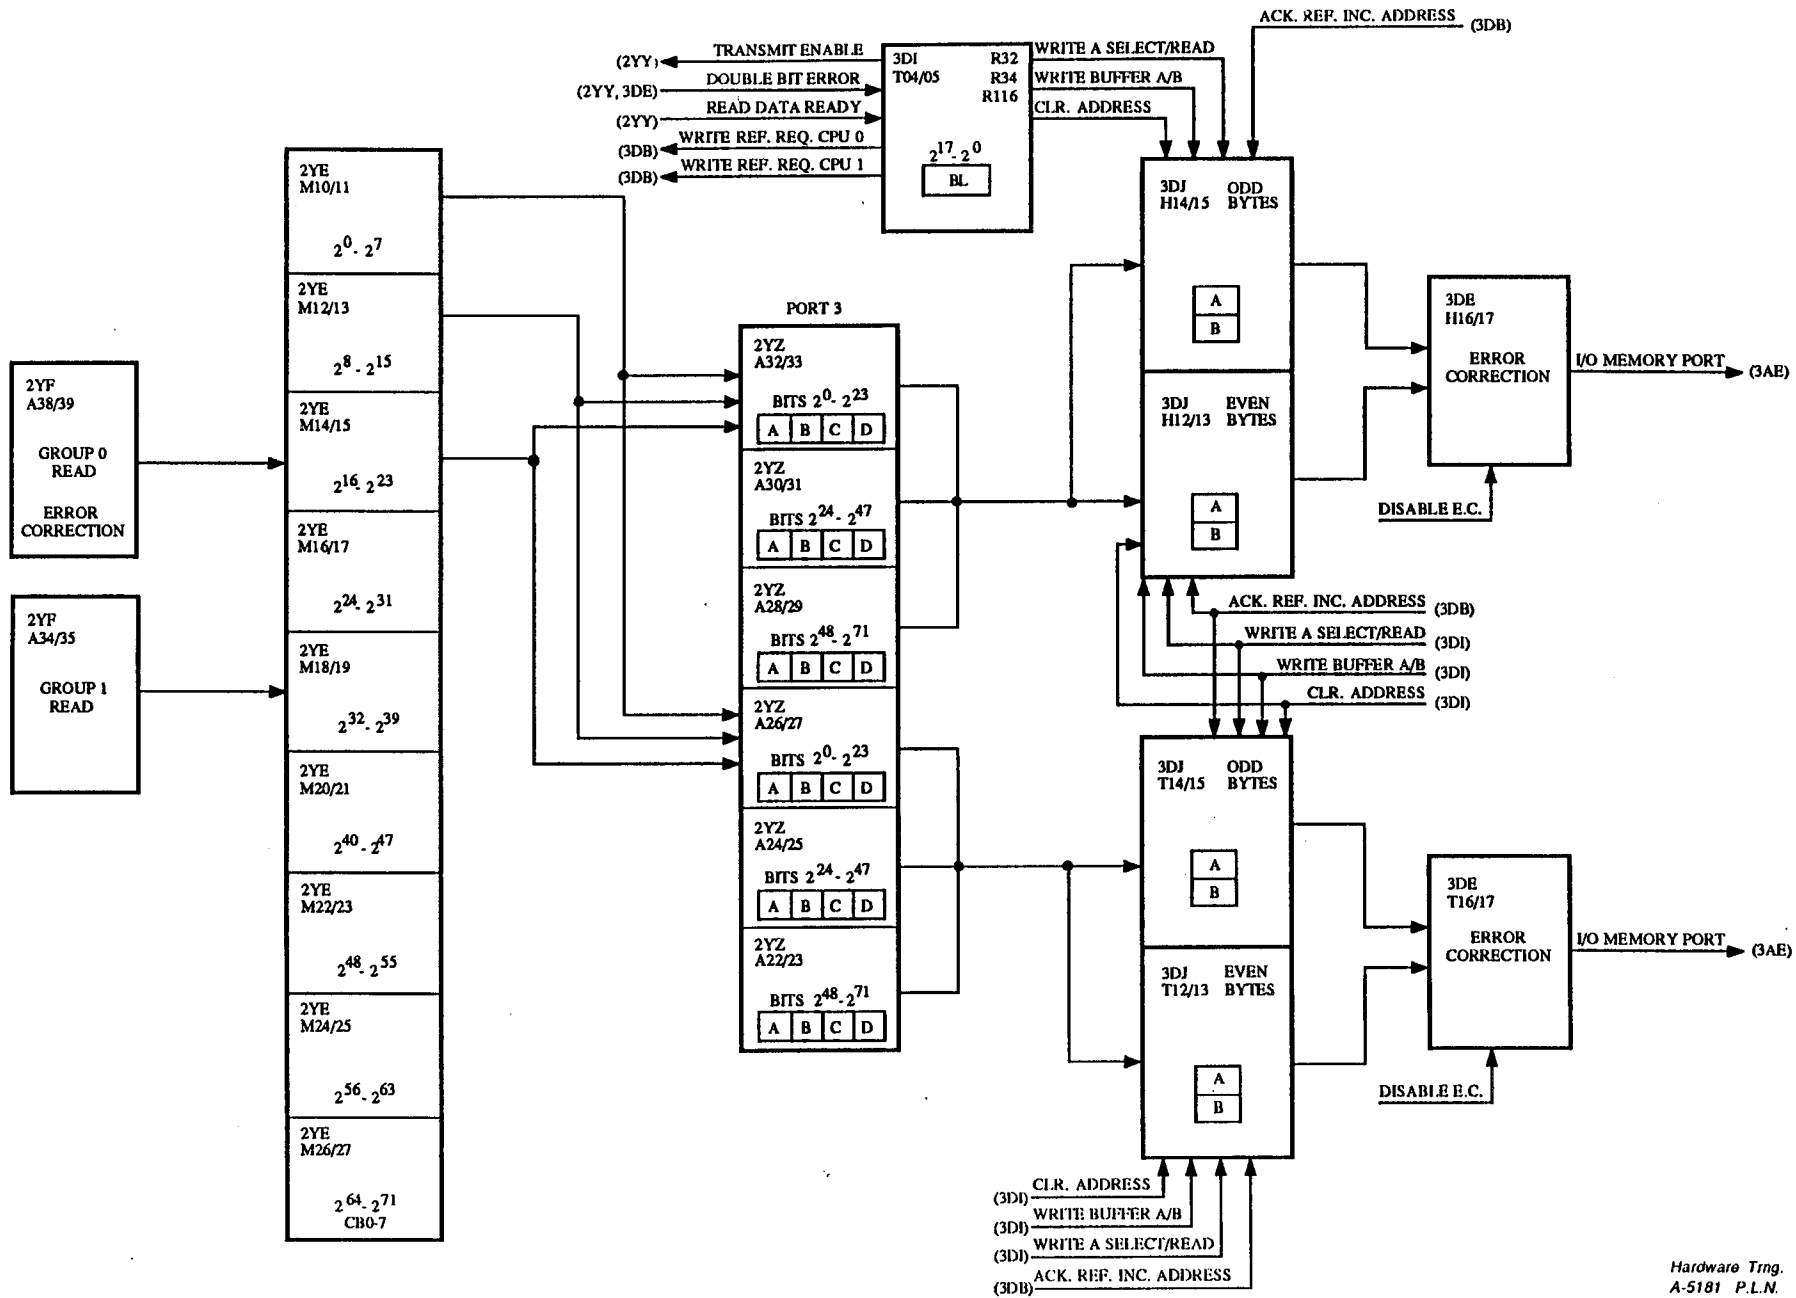 ACK. REF. INC. ADDRESS (3DB)
(2YY) TRANSMIT ENABLE
(2YY, 3DE) DOUBLE BIT ERROR
(2YY) READ DATA READY
(3DB) WRITE REF. REQ. CPU 0
(3DB) WRITE REF. REQ. CPU 1
3DI R32
T04/05 R34
R116
2^17 - 2^0
BL
WRITE A SELECT/READ
WRITE BUFFER A/B
CLR. ADDRESS
2YF
A38/39
GROUP 0
READ
ERROR
CORRECTION
2YF
A34/35
GROUP 1
READ
2YE
M10/11
2^0 - 2^7
2YE
M12/13
2^8 - 2^15
2YE
M14/15
2^16 - 2^23
2YE
M16/17
2^24 - 2^31
2YE
M18/19
2^32 - 2^39
2YE
M20/21
2^40 - 2^47
2YE
M22/23
2^48 - 2^55
2YE
M24/25
2^56 - 2^63
2YE
M26/27
2^64 - 2^71
CB0-7
PORT 3
2YZ
A32/33
BITS 2^0 - 2^23
A B C D
2YZ
A30/31
BITS 2^24 - 2^47
A B C D
2YZ
A28/29
BITS 2^48 - 2^71
A B C D
2YZ
A26/27
BITS 2^0 - 2^23
A B C D
2YZ
A24/25
BITS 2^24 - 2^47
A B C D
2YZ
A22/23
BITS 2^48 - 2^71
A B C D
3DJ ODD
H14/15 BYTES
A
B
3DJ EVEN
H12/13 BYTES
A
B
3DE
H16/17
ERROR
CORRECTION
I/O MEMORY PORT (3AE)
DISABLE E.C.
ACK. REF. INC. ADDRESS (3DB)
WRITE A SELECT/READ (3DI)
WRITE BUFFER A/B (3DI)
CLR. ADDRESS (3DI)
3DJ ODD
T14/15 BYTES
A
B
3DJ EVEN
T12/13 BYTES
A
B
3DE
T16/17
ERROR
CORRECTION
I/O MEMORY PORT (3AE)
DISABLE E.C.
(3DI) CLR. ADDRESS
(3DI) WRITE BUFFER A/B
(3DI) WRITE A SELECT/READ
(3DB) ACK. REF. INC. ADDRESS
Hardware Trng.
A-5181 P.L.N.